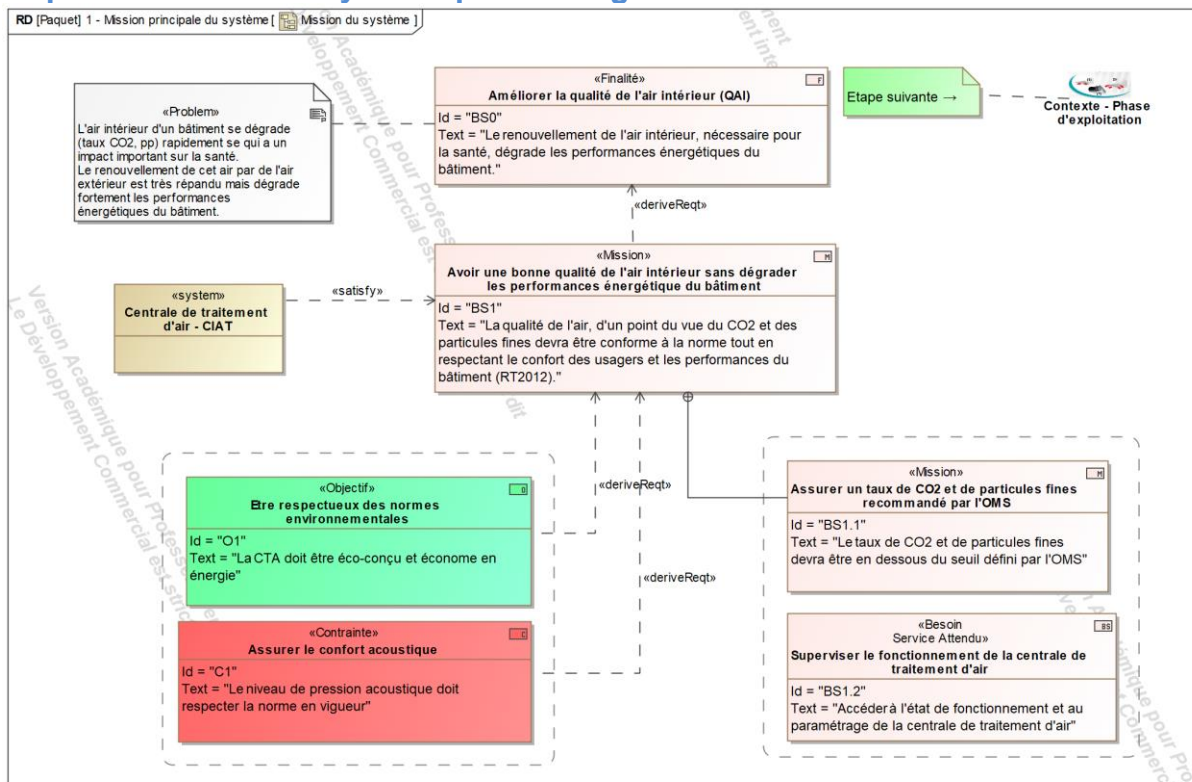 RD [Paquet] 1 - Mission principale du système [ Mission du système ]
«Problem»
L'air intérieur d'un bâtiment se dégrade
(taux CO2, pp) rapidement se qui a un
impact important sur la santé.
Le renouvellement de cet air par de l'air
extérieur est très répandu mais dégrade
fortement les performances
énergétiques du bâtiment.
«Finalité»
F
Améliorer la qualité de l'air intérieur (QAI)
Id = "BS0"
Text = "Le renouvellement de l'air intérieur, nécessaire pour
la santé, dégrade les performances énergétiques du
bâtiment."
Etape suivante →
Contexte - Phase
d'exploitation
«deriveReqt»
«system»
Centrale de traitement
d'air - CIAT
«satisfy»
«Mission»
M
Avoir une bonne qualité de l'air intérieur sans dégrader
les performances énergétique du bâtiment
Id = "BS1"
Text = "La qualité de l'air, d'un point du vue du CO2 et des
particules fines devra être conforme à la norme tout en
respectant le confort des usagers et les performances du
bâtiment (RT2012)."
«Objectif»
O
Etre respectueux des normes
environnementales
Id = "O1"
Text = "La CTA doit être éco-conçu et économe en
énergie"
«deriveReqt»
«Contrainte»
C
Assurer le confort acoustique
Id = "C1"
Text = "Le niveau de pression acoustique doit
respecter la norme en vigueur"
«deriveReqt»
«Mission»
M
Assurer un taux de CO2 et de particules fines
recommandé par l'OMS
Id = "BS1.1"
Text = "Le taux de CO2 et de particules fines
devra être en dessous du seuil défini par l'OMS"
«Besoin
Service Attendu»
BS
Superviser le fonctionnement de la centrale de
traitement d'air
Id = "BS1.2"
Text = "Accéder à l'état de fonctionnement et au
paramétrage de la centrale de traitement d'air"
Version Académique pour Profess
Le Développement Commercial est stric